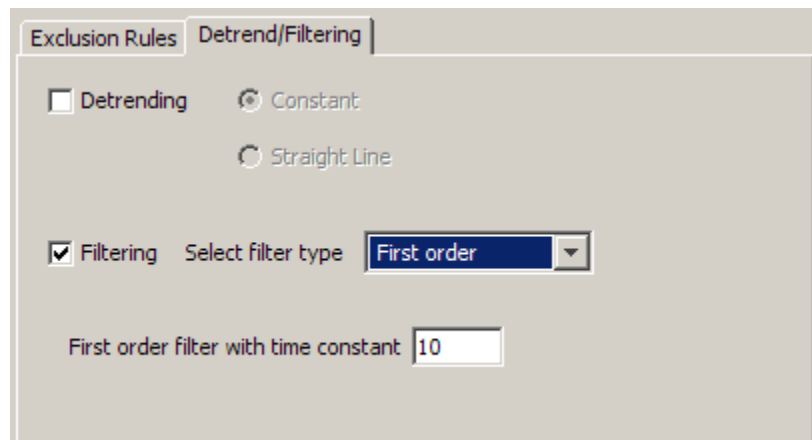 Exclusion Rules Detrend/Filtering
Detrending Constant
Straight Line
Filtering Select filter type First order
First order filter with time constant 10